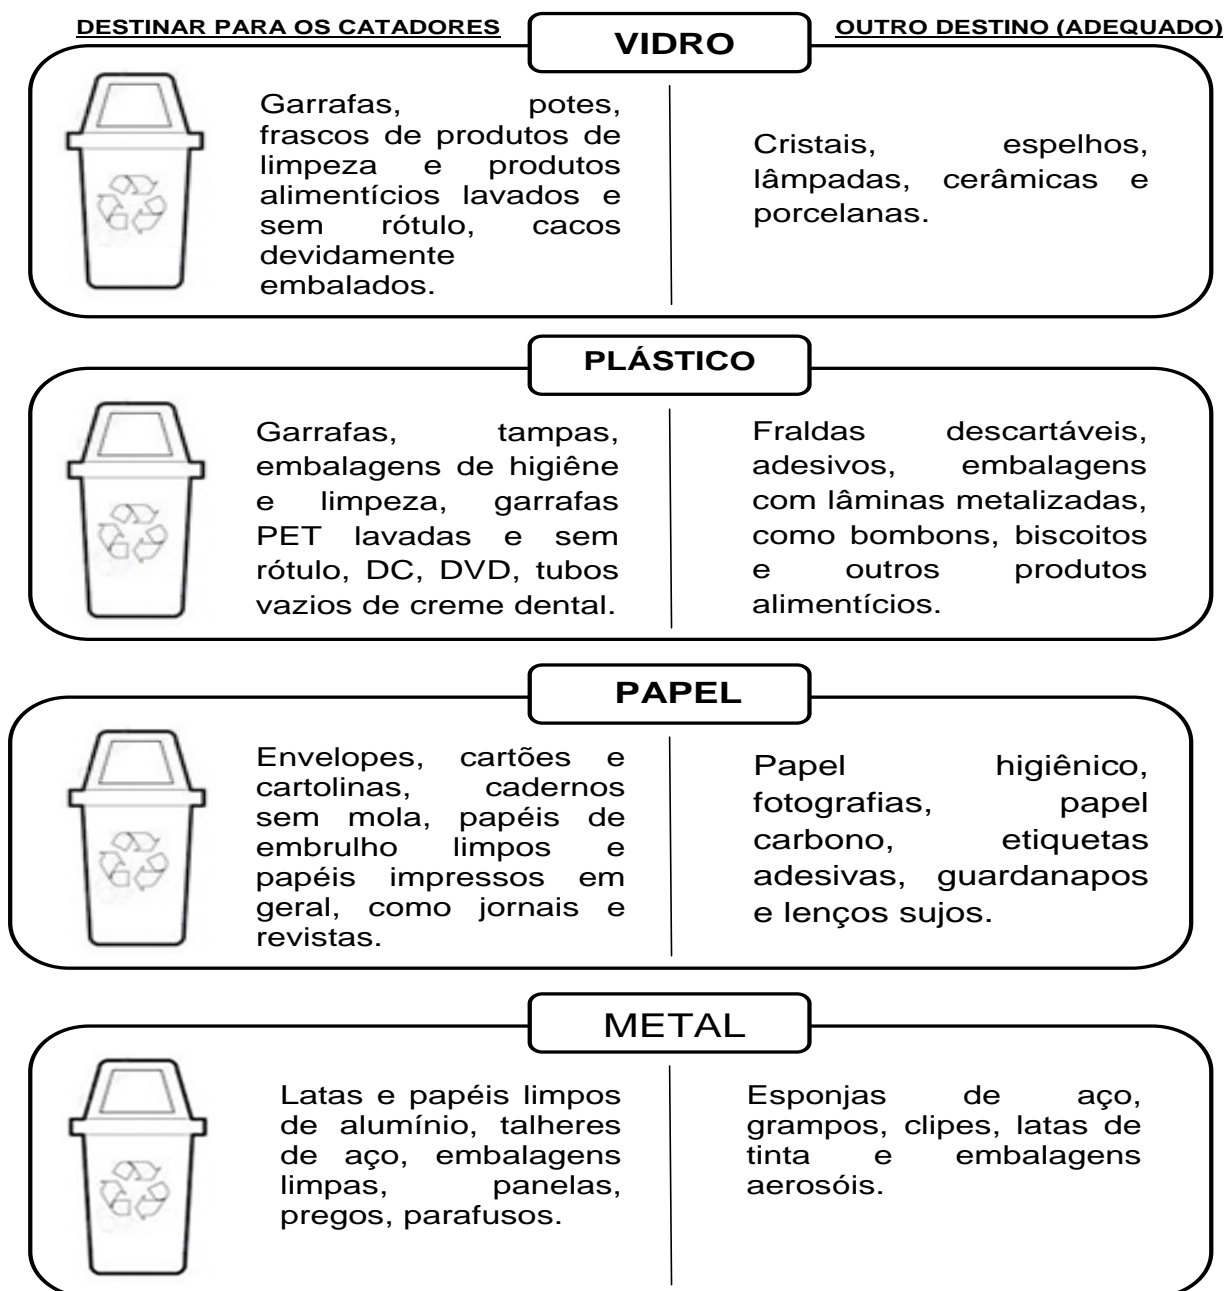 DESTINAR PARA OS CATADORES
OUTRO DESTINO (ADEQUADO)
VIDRO
Garrafas, potes,
frascos de produtos de
limpeza e produtos
alimentícios lavados e
sem rótulo, cacos
devidamente
embalados.
Cristais, espelhos,
lâmpadas, cerâmicas e
porcelanas.
PLÁSTICO
Garrafas, tampas,
embalagens de higiêne
e limpeza, garrafas
PET lavadas e sem
rótulo, DC, DVD, tubos
vazios de creme dental.
Fraldas descartáveis,
adesivos, embalagens
com lâminas metalizadas,
como bombons, biscoitos
e outros produtos
alimentícios.
PAPEL
Envelopes, cartões e
cartolinas, cadernos
sem mola, papéis de
embrulho limpos e
papéis impressos em
geral, como jornais e
revistas.
Papel higiênico,
fotografias, papel
carbono, etiquetas
adesivas, guardanapos
e lenços sujos.
METAL
Latas e papéis limpos
de alumínio, talheres
de aço, embalagens
limpas, panelas,
pregos, parafusos.
Esponjas de aço,
grampos, clipes, latas de
tinta e embalagens
aerosóis.